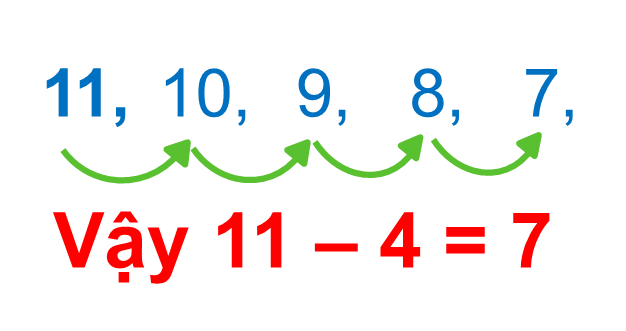 11, 10, 9, 8, 7,
Vậy 11 – 4 = 7